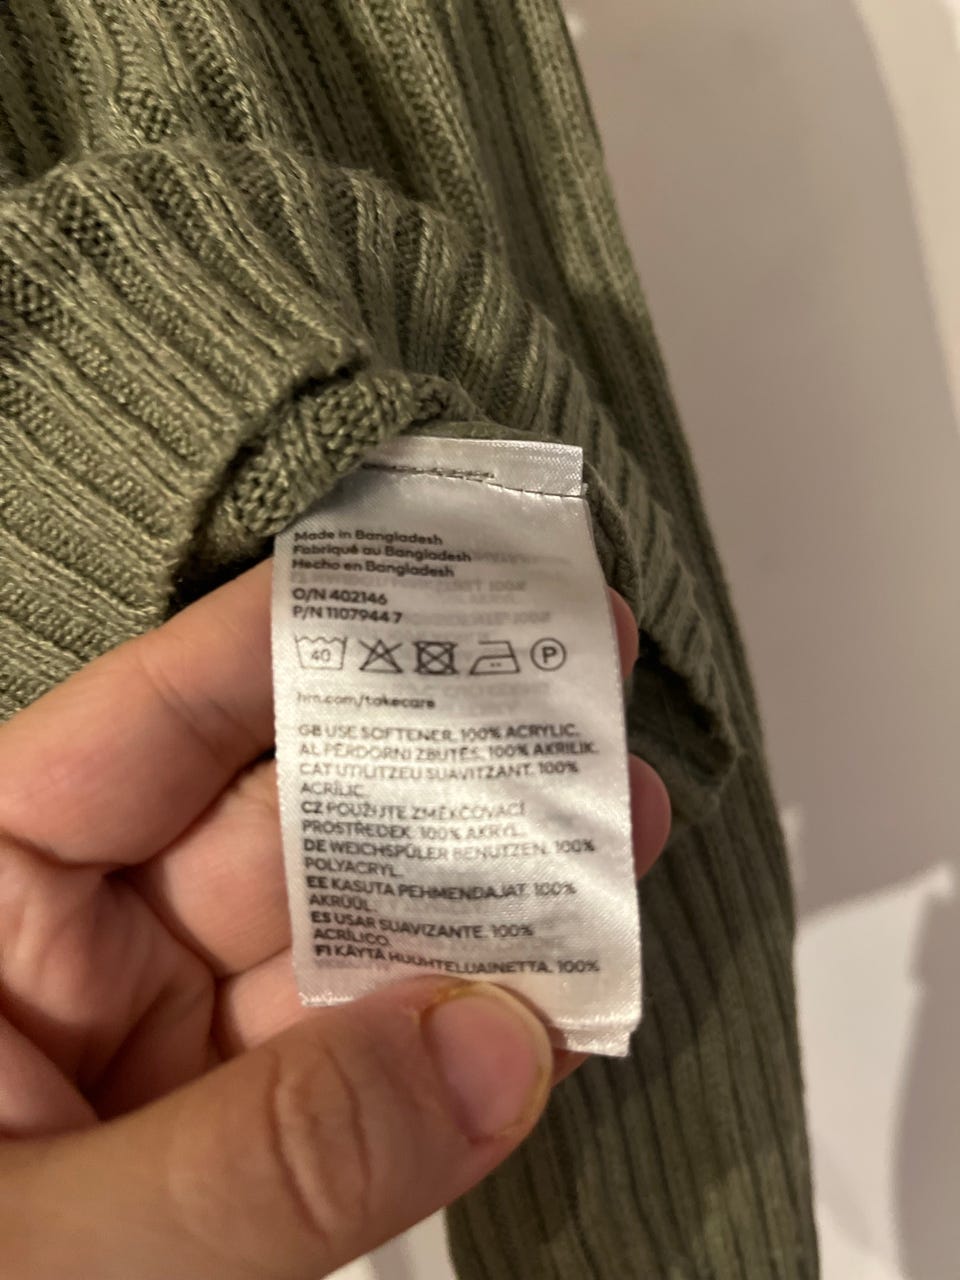 Made in Bangladesh
Fabriqué au Bangladesh
Hecho en Bangladesh
O/N 402146
P/N 1107944 7
40
P
hm.com/takecare
GB USE SOFTENER. 100% ACRYLIC.
AL PËRDORNI ZBUTËS. 100% AKRILIK.
CAT UTILITZEU SUAVITZANT. 100%
ACRÍLIC.
CZ POUŽIJTE ZMĚKČOVACÍ
PROSTŘEDEK. 100% AKRYL.
DE WEICHSPÜLER BENUTZEN. 100%
POLYACRYL.
EE KASUTA PEHMENDAJAT. 100%
AKRÜÜL.
ES USAR SUAVIZANTE. 100%
ACRÍLICO.
FI KÄYTÄ HUUHTELUAINETTA. 100%